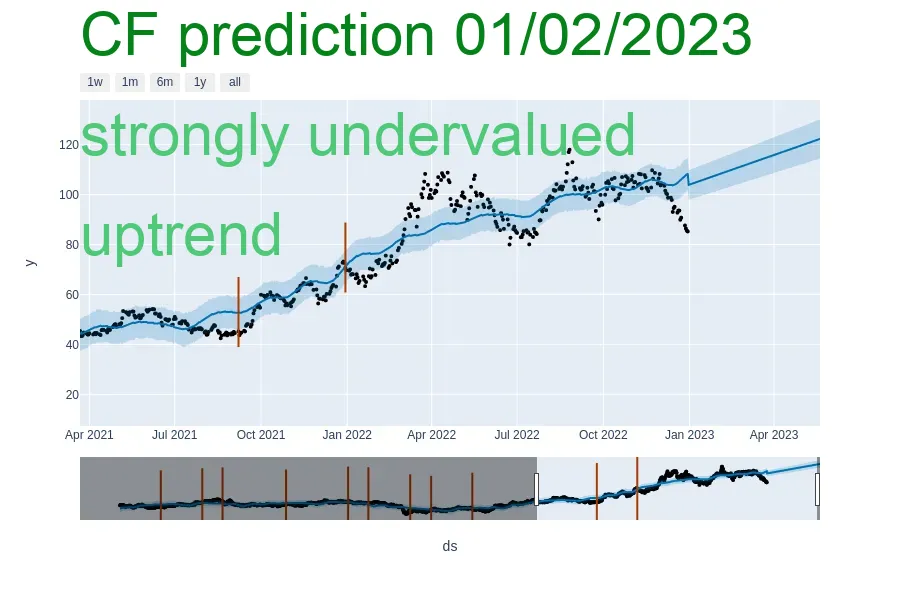 CF prediction 01/02/2023
1w 1m 6m 1y all
strongly undervalued
uptrend
120
100
80
60
40
20
y
Apr 2021 Jul 2021 Oct 2021 Jan 2022 Apr 2022 Jul 2022 Oct 2022 Jan 2023 Apr 2023
ds